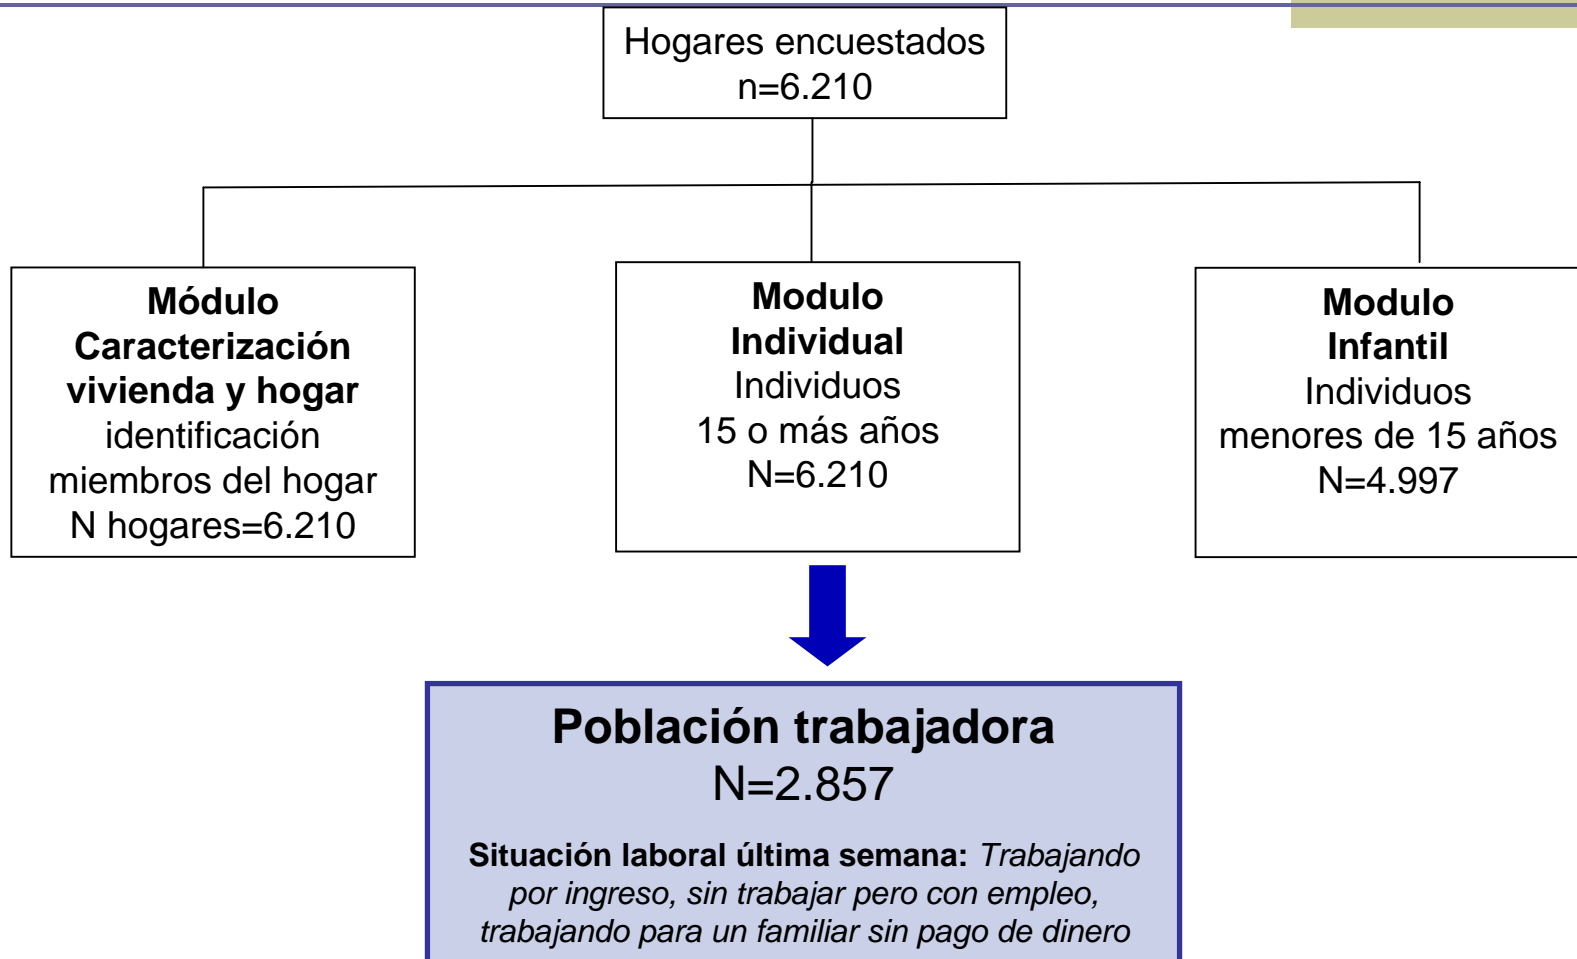 Hogares encuestados
n=6.210
Módulo
Caracterización
vivienda y hogar
identificación
miembros del hogar
N hogares=6.210
Modulo
Individual
Individuos
15 o más años
N=6.210
Modulo
Infantil
Individuos
menores de 15 años
N=4.997
Población trabajadora
N=2.857
Situación laboral última semana: Trabajando
por ingreso, sin trabajar pero con empleo,
trabajando para un familiar sin pago de dinero